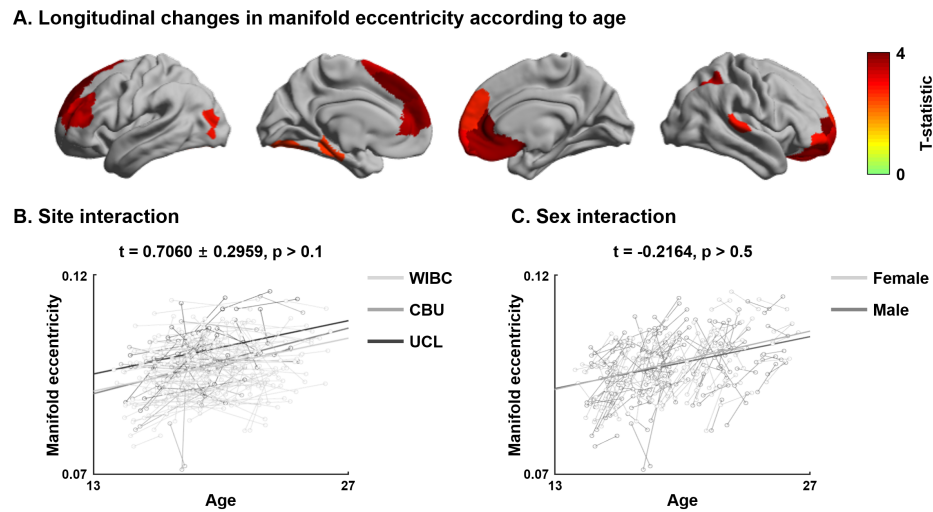 A. Longitudinal changes in manifold eccentricity according to age
4
T-statistic
0
B. Site interaction
t = 0.7060 ± 0.2959, p > 0.1
0.12
Manifold eccentricity
0.07
13
27
Age
WIBC
CBU
UCL
C. Sex interaction
t = -0.2164, p > 0.5
0.12
Manifold eccentricity
0.07
13
27
Age
Female
Male